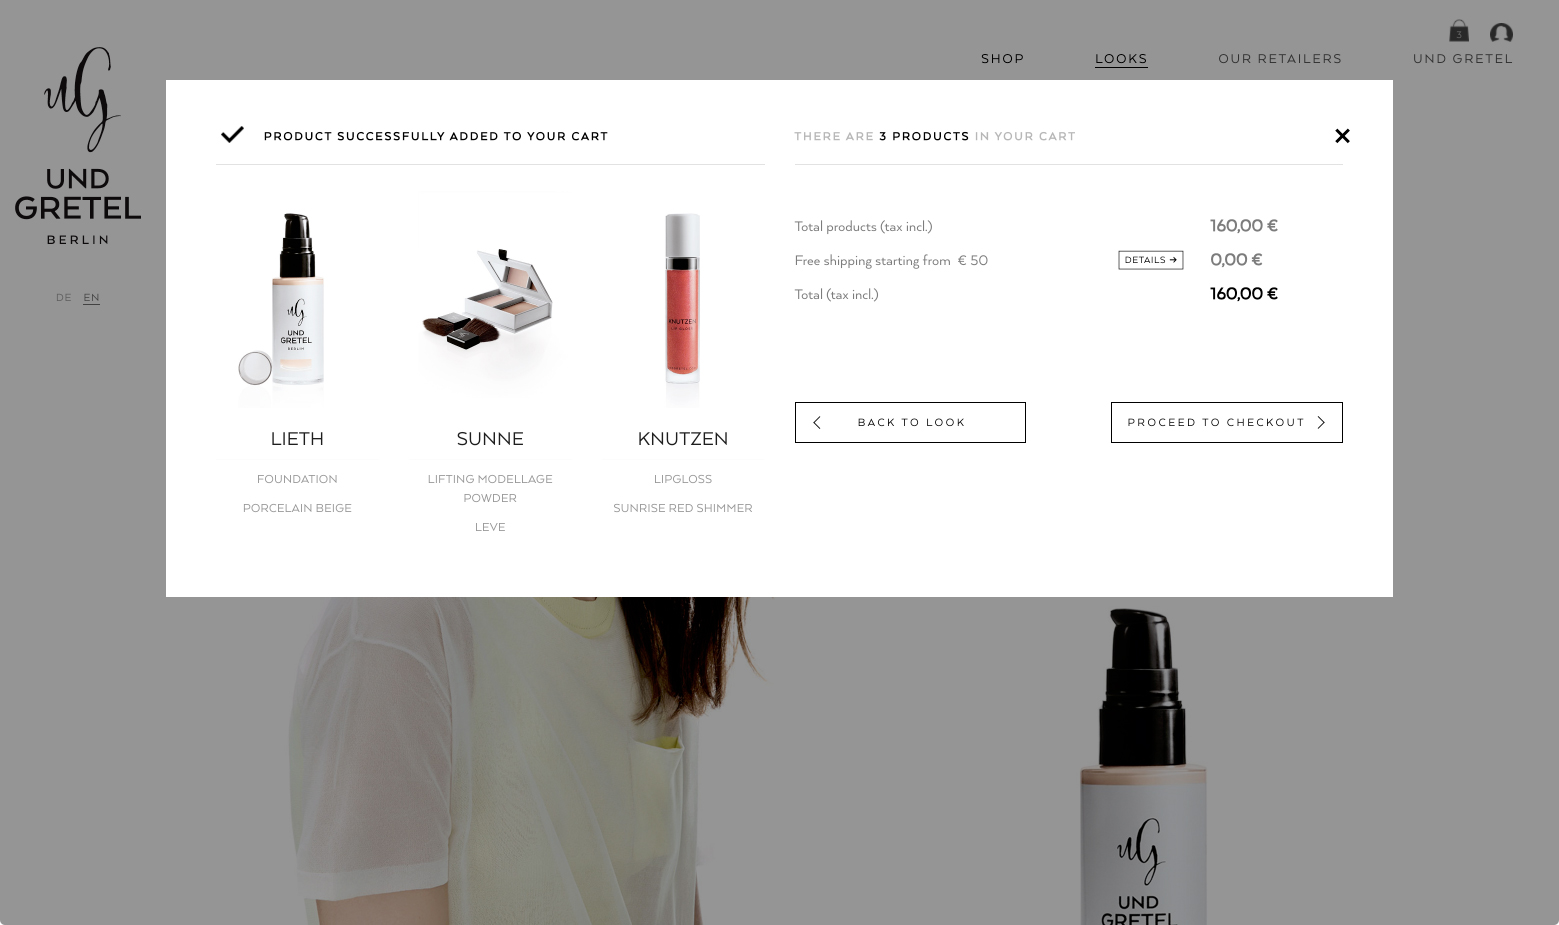 3
SHOP
LOOKS
OUR RETAILERS
UND GRETEL
uG
UND
GRETEL
BERLIN
DE EN
PRODUCT SUCCESSFULLY ADDED TO YOUR CART
uG
UND
GRETEL
BERLIN
KNUTZEN
LIP GLOSS
LIETH
FOUNDATION
PORCELAIN BEIGE
SUNNE
LIFTING MODELLAGE
POWDER
LEVE
KNUTZEN
LIPGLOSS
SUNRISE RED SHIMMER
THERE ARE 3 PRODUCTS IN YOUR CART
Total products (tax incl.) 160,00 €
Free shipping starting from € 50 DETAILS → 0,00 €
Total (tax incl.) 160,00 €
BACK TO LOOK
PROCEED TO CHECKOUT
uG
UND
GRETEL